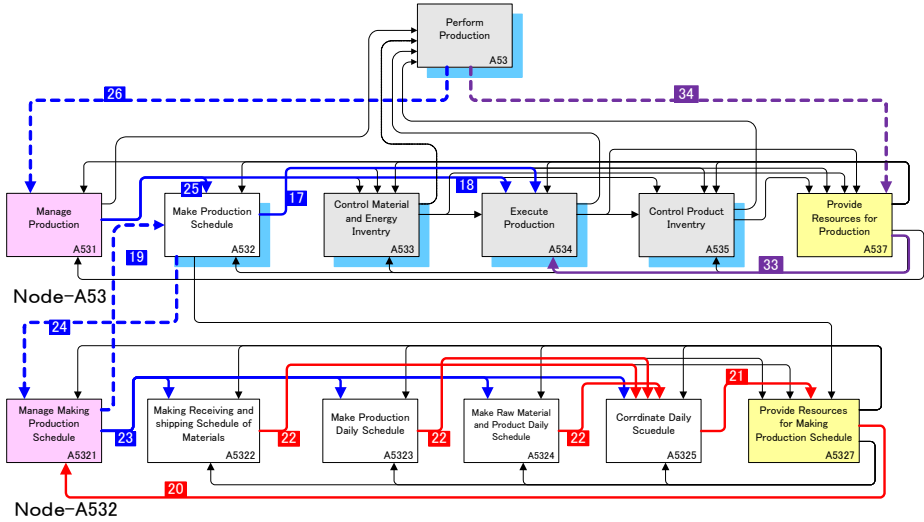 Perform
Production
A53
26
34
25
17
18
Manage
Production
A531
Make Production
Schedule
A532
Control Material
and Energy
Inventry
A533
Execute
Production
A534
Control Product
Inventry
A535
Provide
Resources for
Production
A537
19
33
Node-A53
24
21
Manage Making
Production
Schedule
A5321
Making Receiving and
shipping Schedule of
Materials
A5322
Make Production
Daily Schedule
A5323
Make Raw Material
and Product Daily
Schedule
A5324
Corrdinate Daily
Scuedule
A5325
Provide Resources
for Making
Production Schedule
A5327
23
22
22
22
20
Node-A532